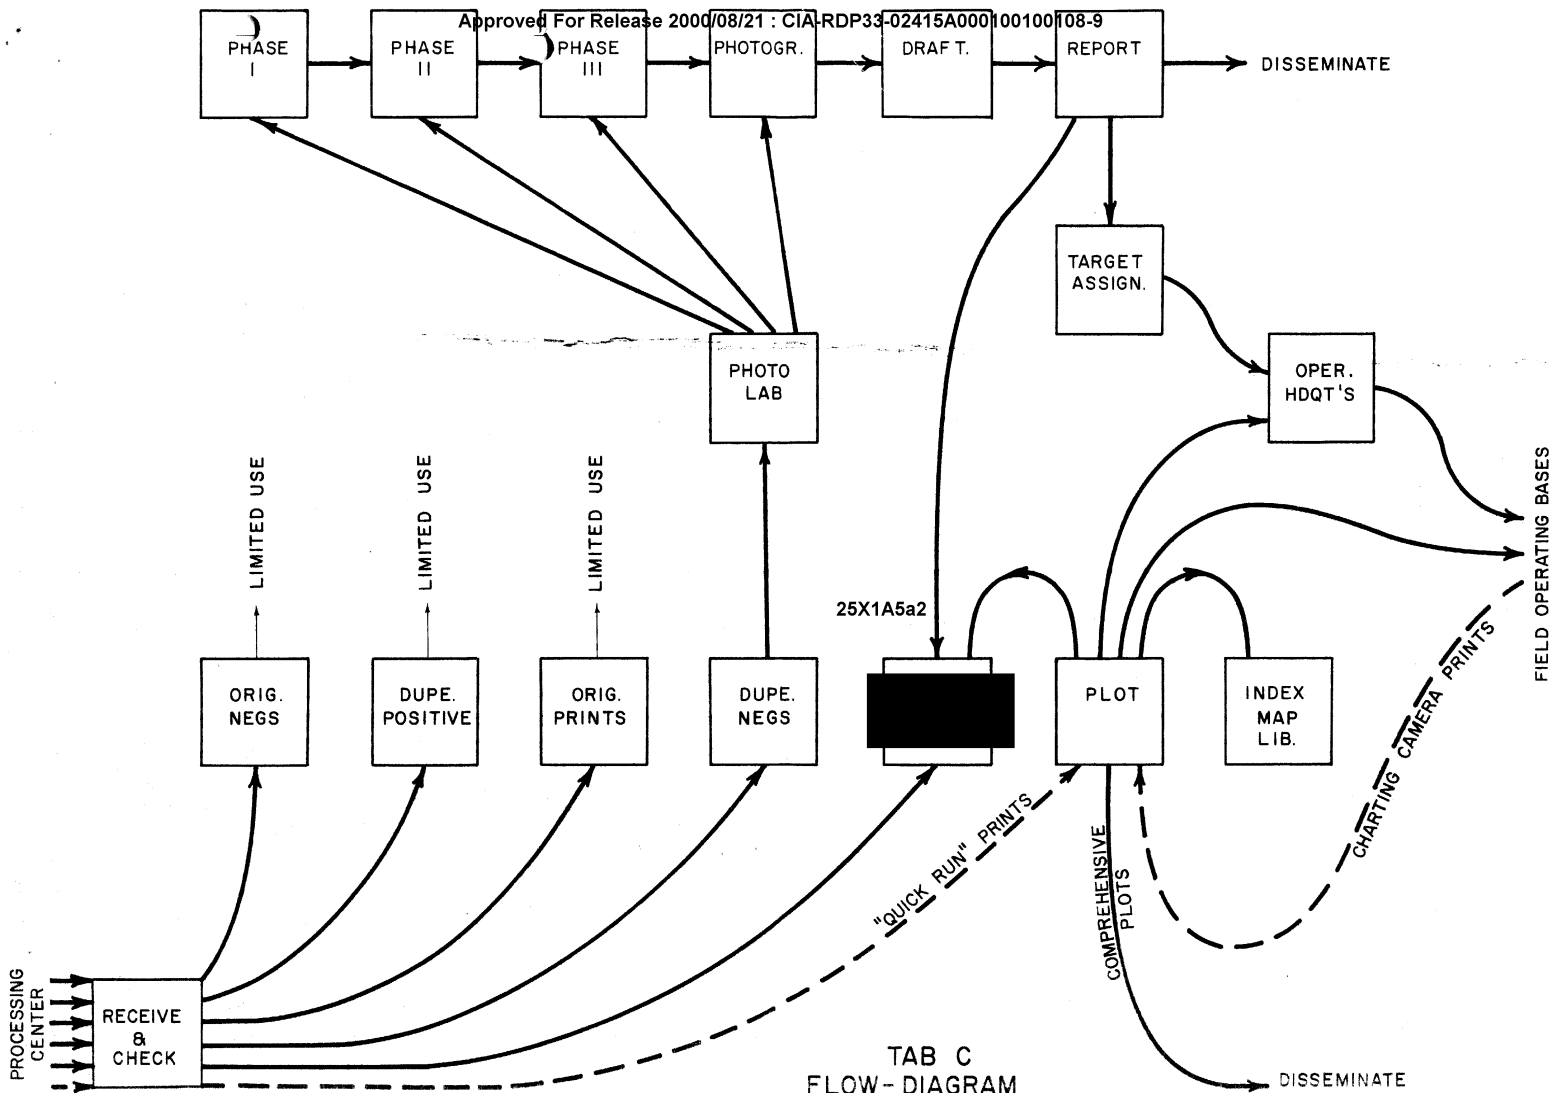 Approved For Release 2000/08/21 : CIA-RDP33-02415A000100100108-9
PHASE
I
PHASE
II
PHASE
III
PHOTOGR.
DRAFT.
REPORT
DISSEMINATE
TARGET
ASSIGN.
PHOTO
LAB
OPER.
HDQT'S
LIMITED USE
LIMITED USE
LIMITED USE
FIELD OPERATING BASES
25X1A5a2
ORIG.
NEGS
DUPE.
POSITIVE
ORIG.
PRINTS
DUPE.
NEGS
PLOT
INDEX
MAP
LIB.
CHARTING CAMERA PRINTS
"QUICK RUN" PRINTS
COMPREHENSIVE
PLOTS
PROCESSING
CENTER
RECEIVE
&
CHECK
TAB C
FLOW-DIAGRAM
DISSEMINATE